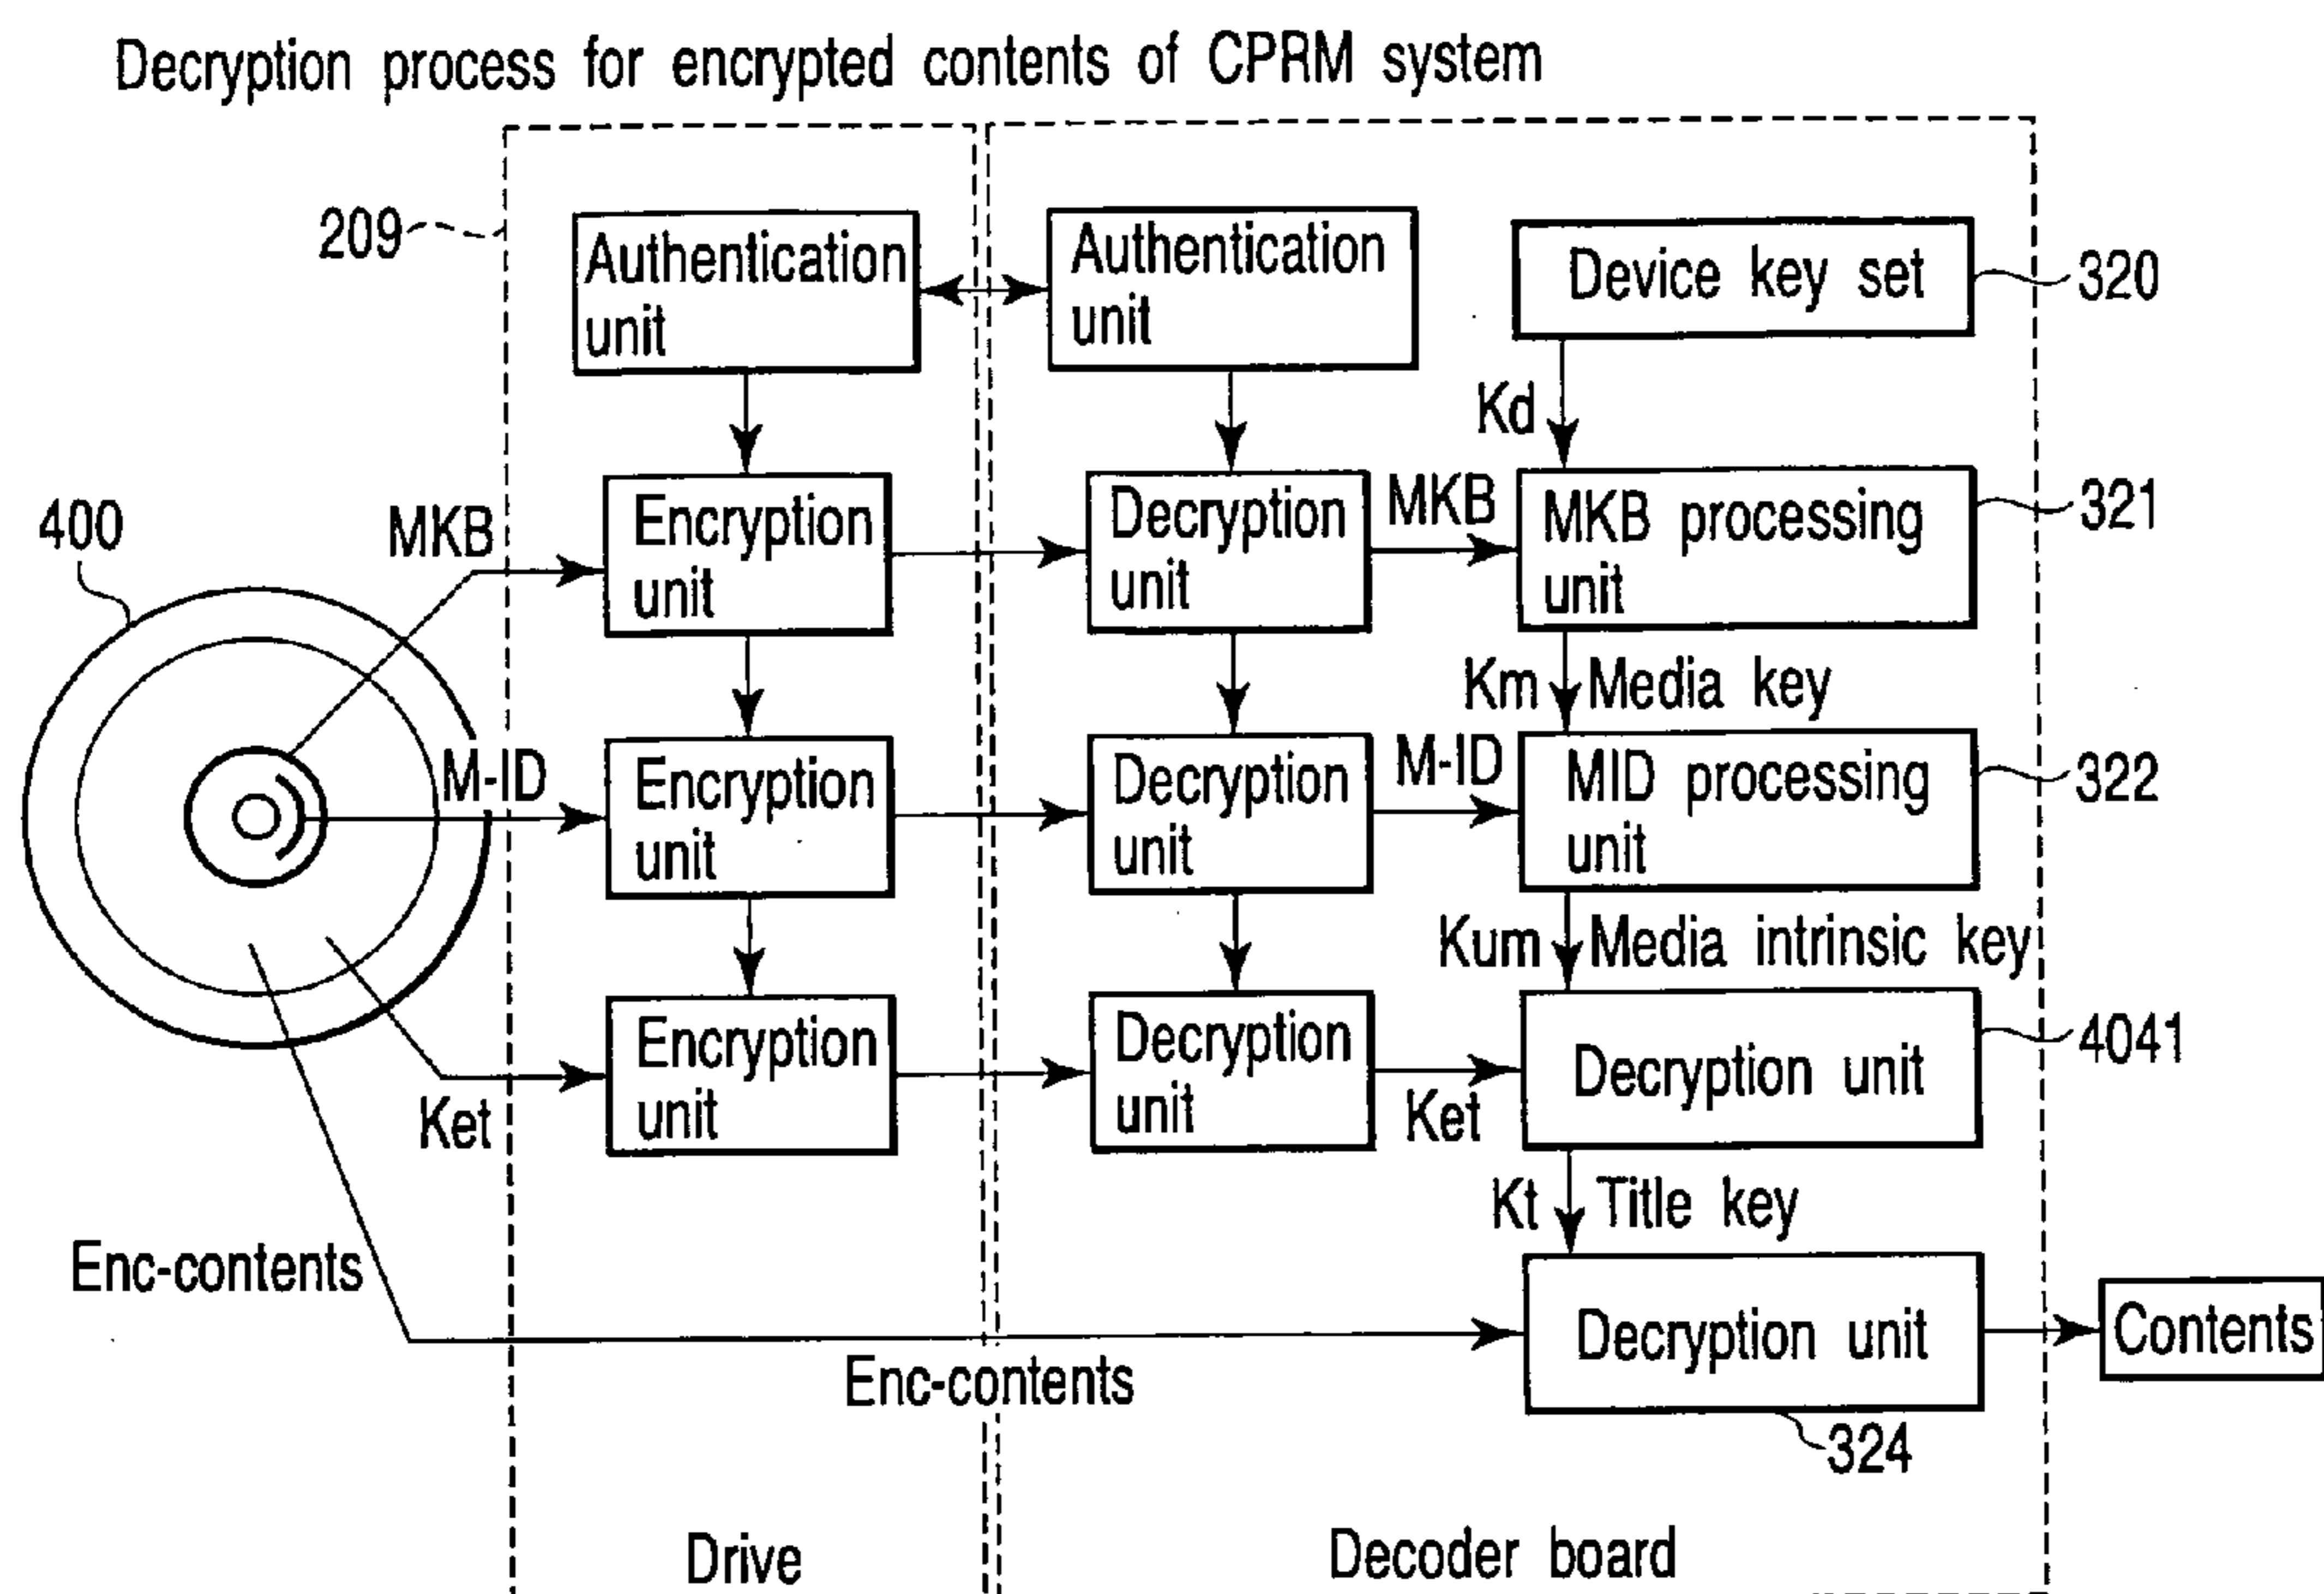 Decryption process for encrypted contents of CPRM system
209
Authentication
unit
Authentication
unit
Device key set
320
Kd
400
MKB
Encryption
unit
Decryption
unit
MKB
MKB processing
unit
321
Km
Media key
M-ID
Encryption
unit
Decryption
unit
M-ID
MID processing
unit
322
Kum
Media intrinsic key
Ket
Encryption
unit
Decryption
unit
Ket
Decryption unit
4041
Kt
Title key
Enc-contents
Enc-contents
Decryption unit
Contents
324
Drive
Decoder board